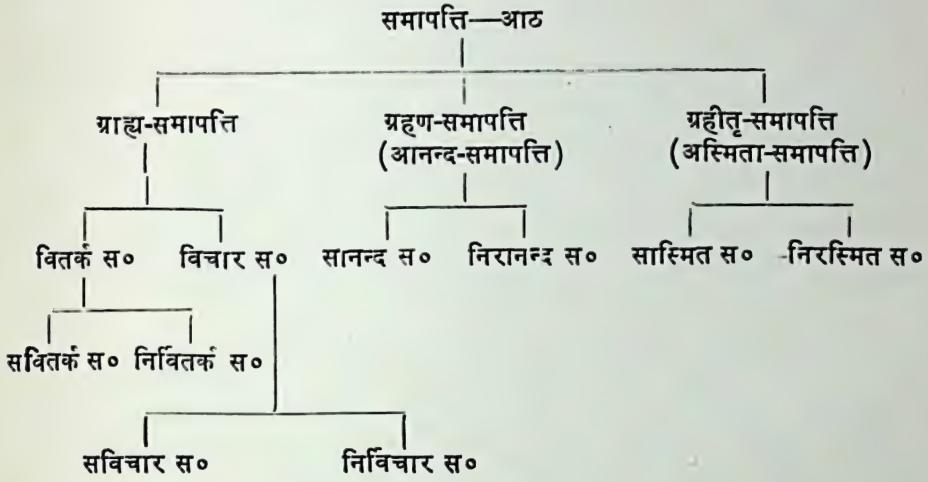 समापत्ति—आठ
ग्राह्य-समापत्ति ग्रहण-समापत्ति ग्रहीतृ-समापत्ति
(आनन्द-समापत्ति) (अस्मिता-समापत्ति)
वितर्क स० विचार स० सानन्द स० निरानन्द स० सास्मित स० निरस्मित स०
सवितर्क स० निर्वितर्क स०
सविचार स० निर्विचार स०